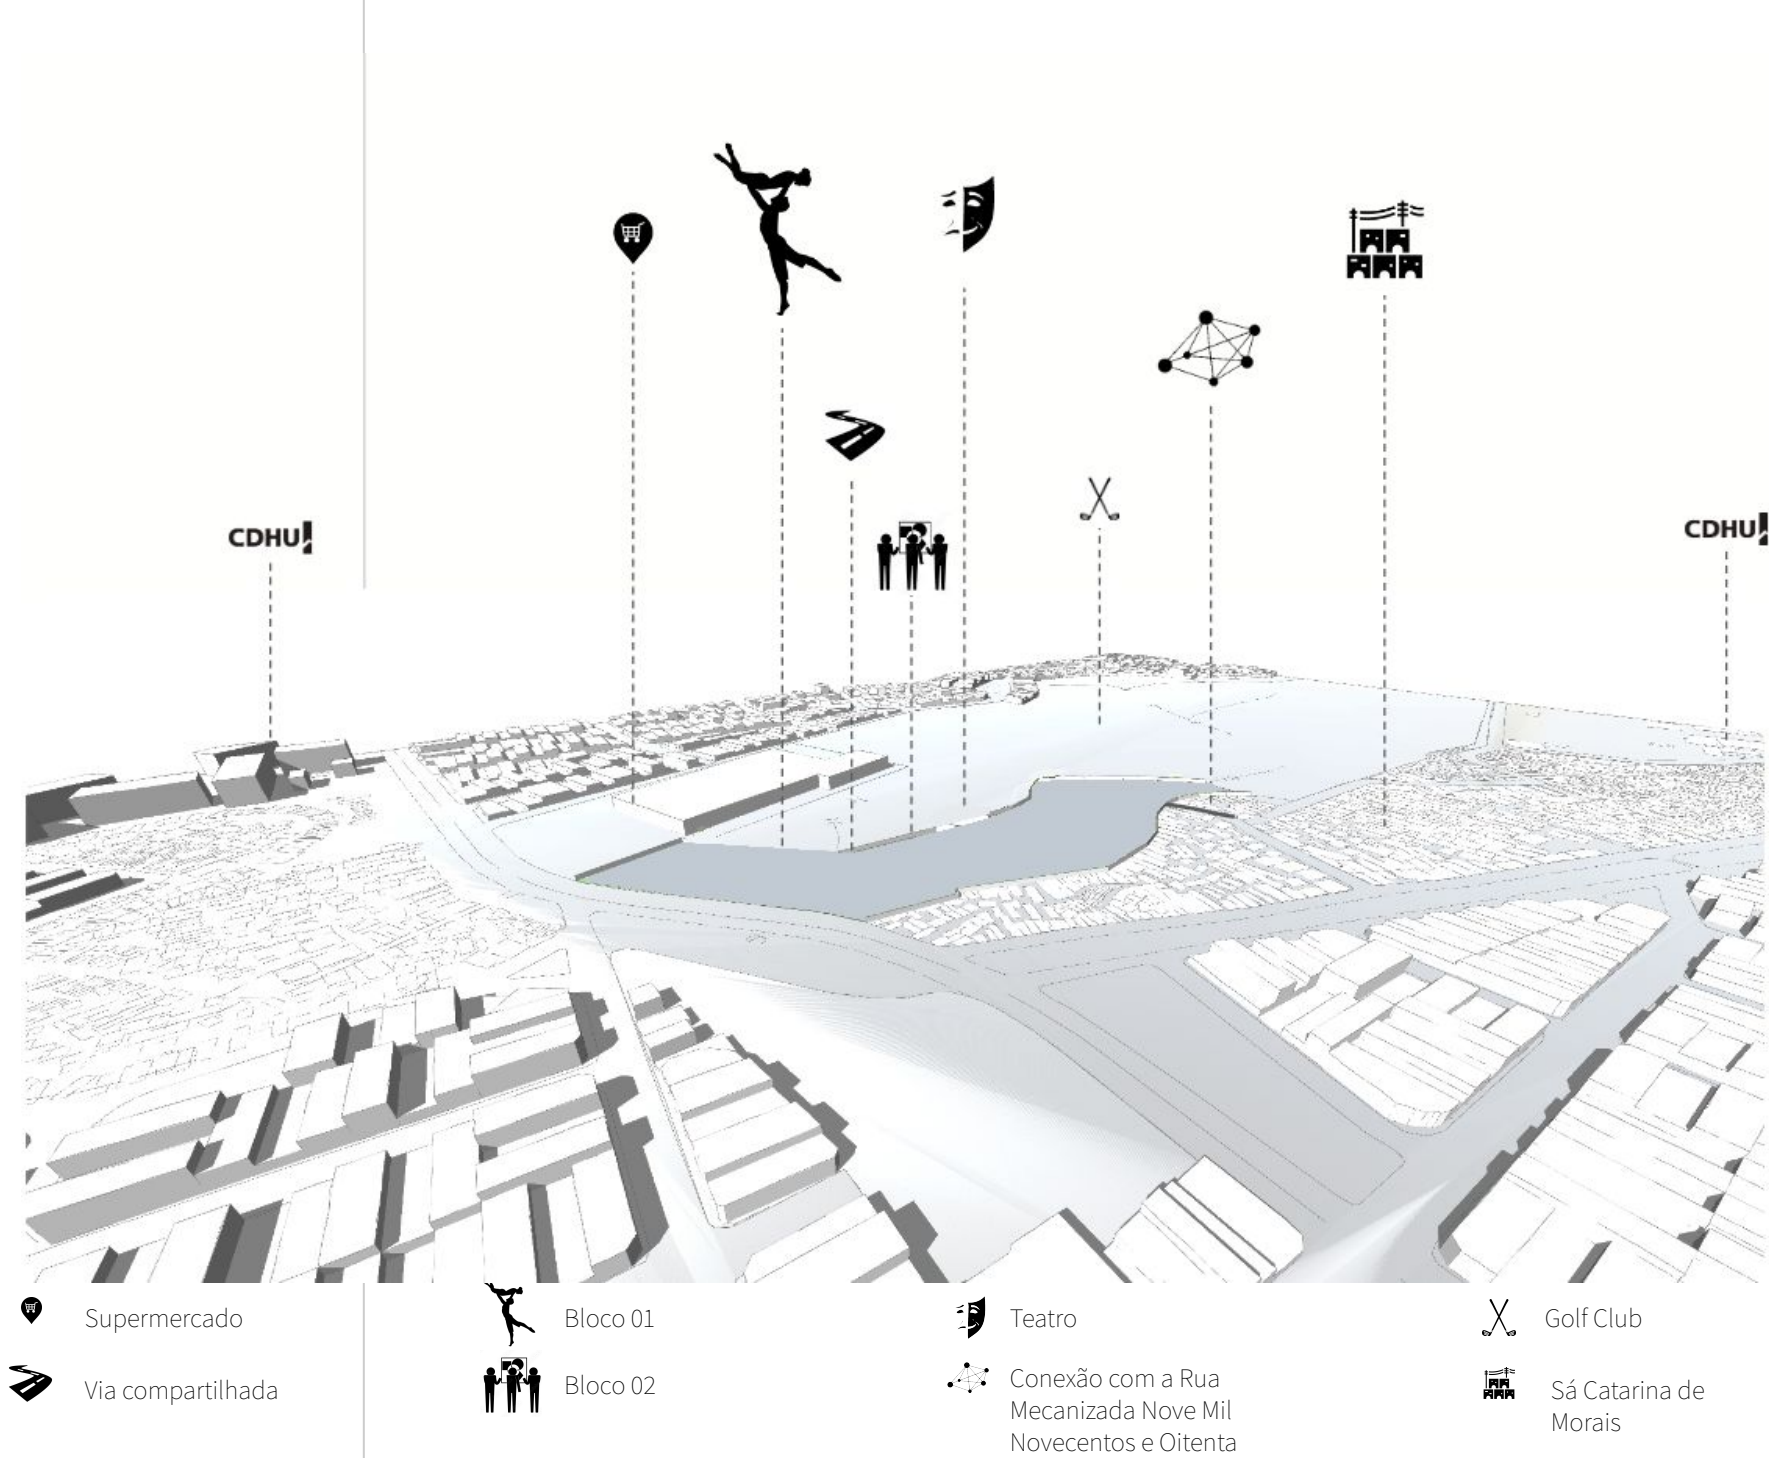 CDHU
CDHU
Supermercado
Bloco 01
Teatro
Golf Club
Via compartilhada
Bloco 02
Conexão com a Rua
Mecanizada Nove Mil
Novecentos e Oitenta
Sá Catarina de
Morais